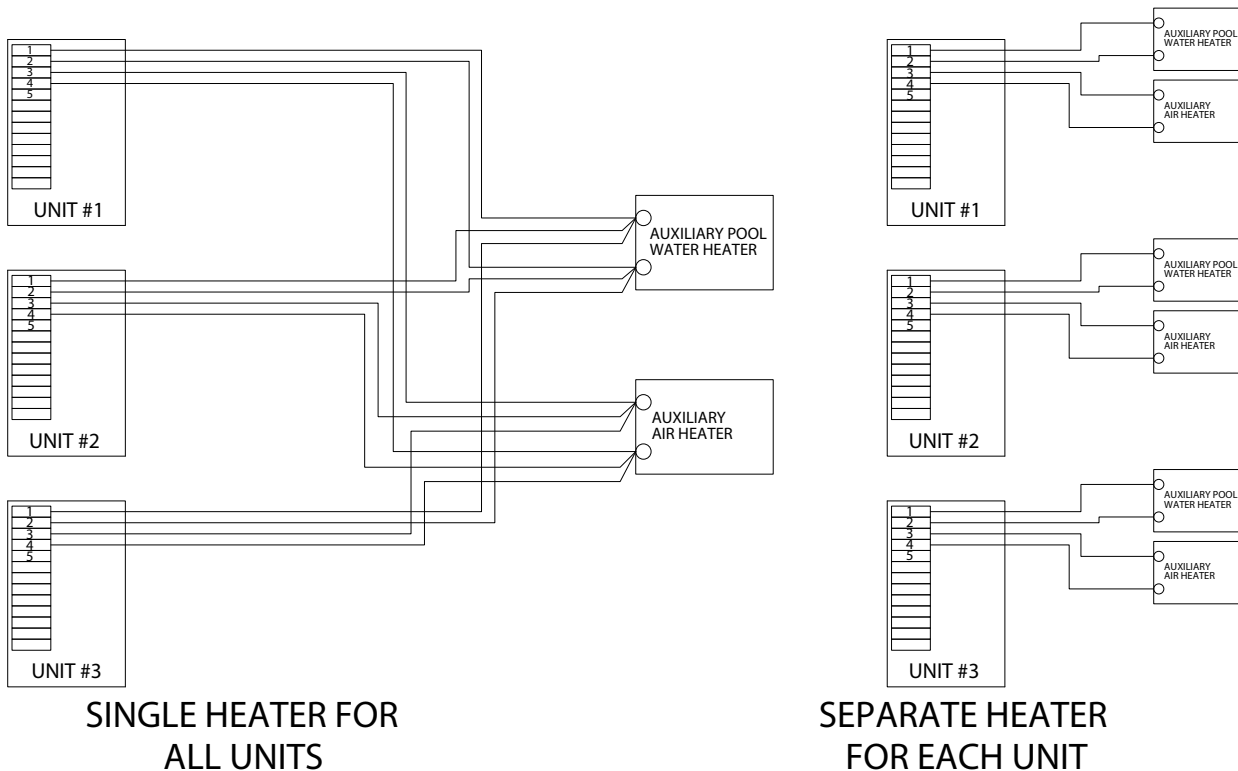 1
2
3
4
5
UNIT #1
1
2
3
4
5
UNIT #2
1
2
3
4
5
UNIT #3
AUXILIARY POOL
WATER HEATER
AUXILIARY
AIR HEATER
SINGLE HEATER FOR
ALL UNITS
1
2
3
4
5
UNIT #1
AUXILIARY POOL
WATER HEATER
AUXILIARY
AIR HEATER
1
2
3
4
5
UNIT #2
AUXILIARY POOL
WATER HEATER
AUXILIARY
AIR HEATER
1
2
3
4
5
UNIT #3
AUXILIARY POOL
WATER HEATER
AUXILIARY
AIR HEATER
SEPARATE HEATER
FOR EACH UNIT